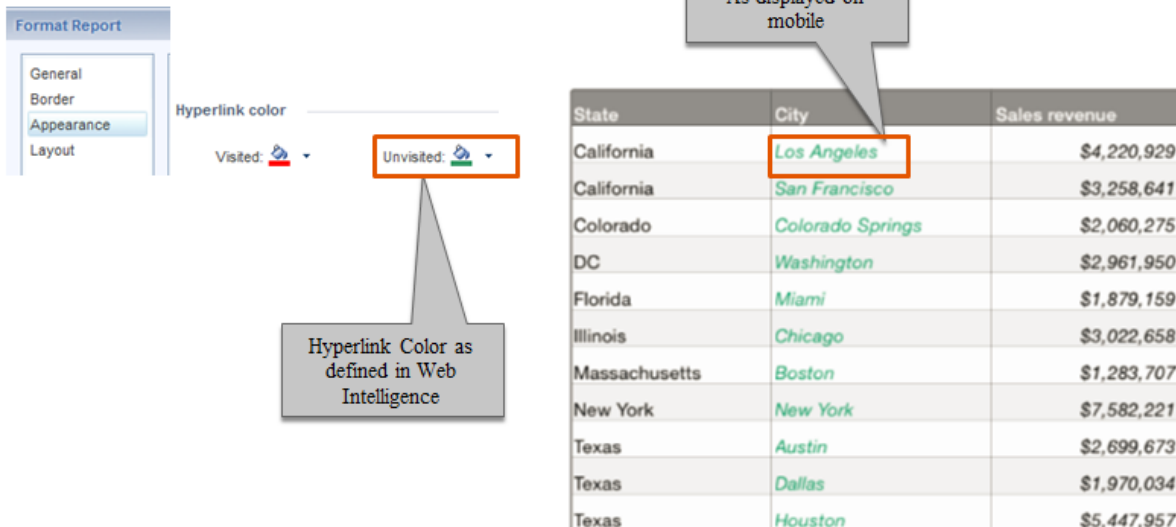 As displayed on
mobile
Format Report
General
Border
Appearance
Layout
Hyperlink color
Visited:
Unvisited:
Hyperlink Color as
defined in Web
Intelligence
State City Sales revenue
California Los Angeles $4,220,929
California San Francisco $3,258,641
Colorado Colorado Springs $2,060,275
DC Washington $2,961,950
Florida Miami $1,879,159
Illinois Chicago $3,022,658
Massachusetts Boston $1,283,707
New York New York $7,582,221
Texas Austin $2,699,673
Texas Dallas $1,970,034
Texas Houston $5,447,957